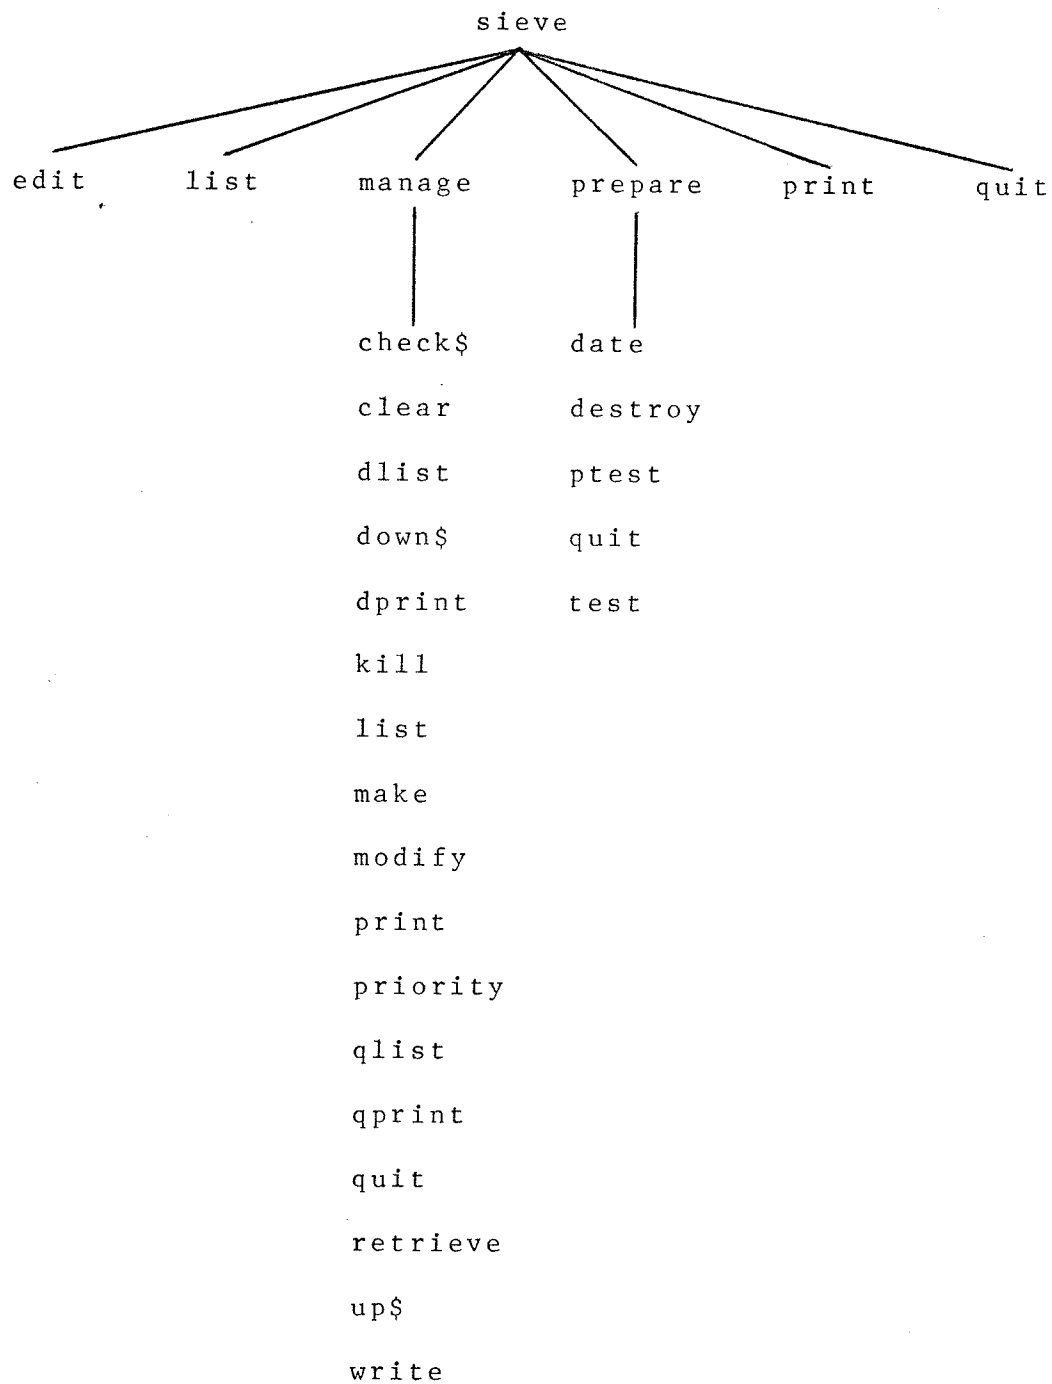 sieve
edit list manage prepare print quit
check$ date
clear destroy
dlist ptest
down$ quit
dprint test
kill
list
make
modify
print
priority
qlist
qprint
quit
retrieve
up$
write